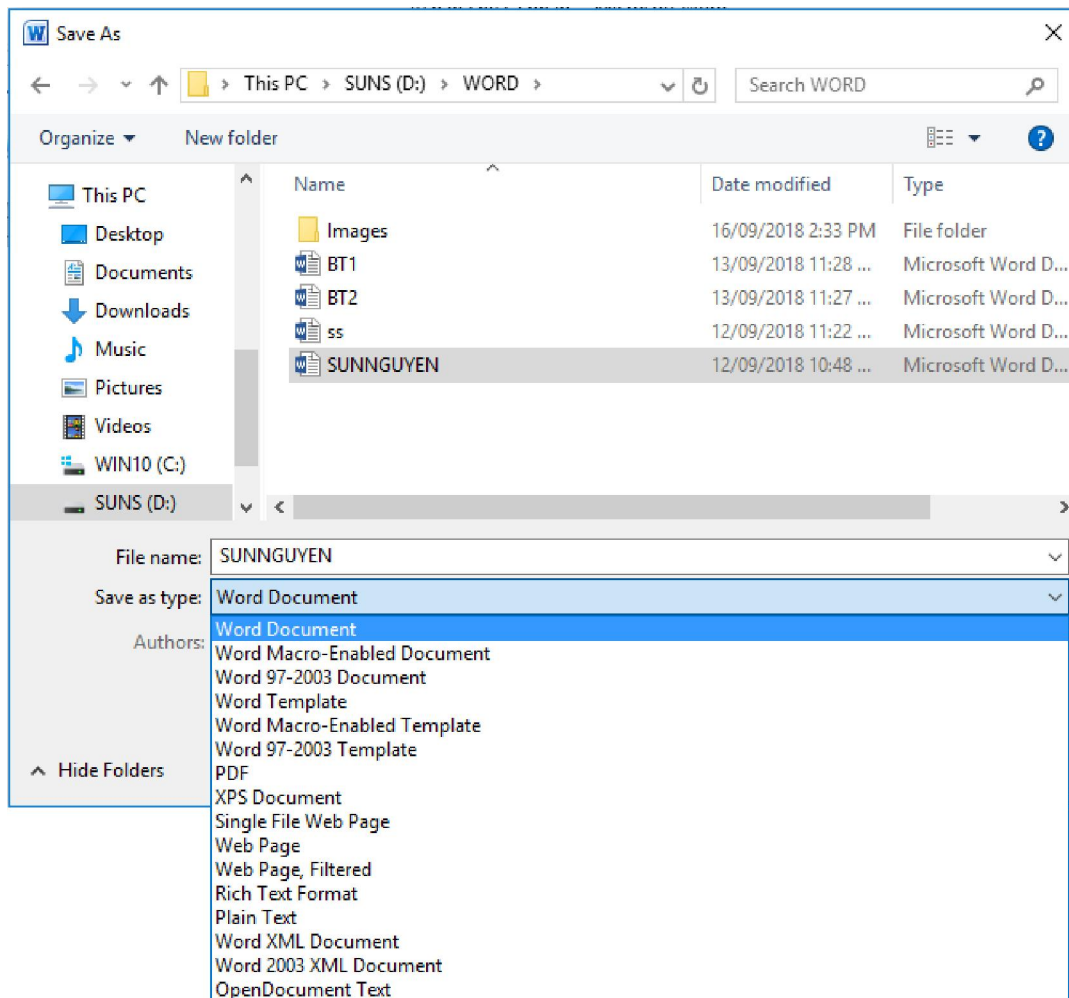 Save As
This PC > SUNS (D:) > WORD >
Search WORD
Organize
New folder
Name
Date modified
Type
This PC
Desktop
Documents
Downloads
Music
Pictures
Videos
WIN10 (C:)
SUNS (D:)
Images 16/09/2018 2:33 PM File folder
BT1 13/09/2018 11:28 ... Microsoft Word D...
BT2 13/09/2018 11:27 ... Microsoft Word D...
ss 12/09/2018 11:22 ... Microsoft Word D...
SUNNGUYEN 12/09/2018 10:48 ... Microsoft Word D...
File name: SUNNGUYEN
Save as type: Word Document
Authors:
Word Document
Word Macro-Enabled Document
Word 97-2003 Document
Word Template
Word Macro-Enabled Template
Word 97-2003 Template
PDF
XPS Document
Single File Web Page
Web Page
Web Page, Filtered
Rich Text Format
Plain Text
Word XML Document
Word 2003 XML Document
OpenDocument Text
Hide Folders